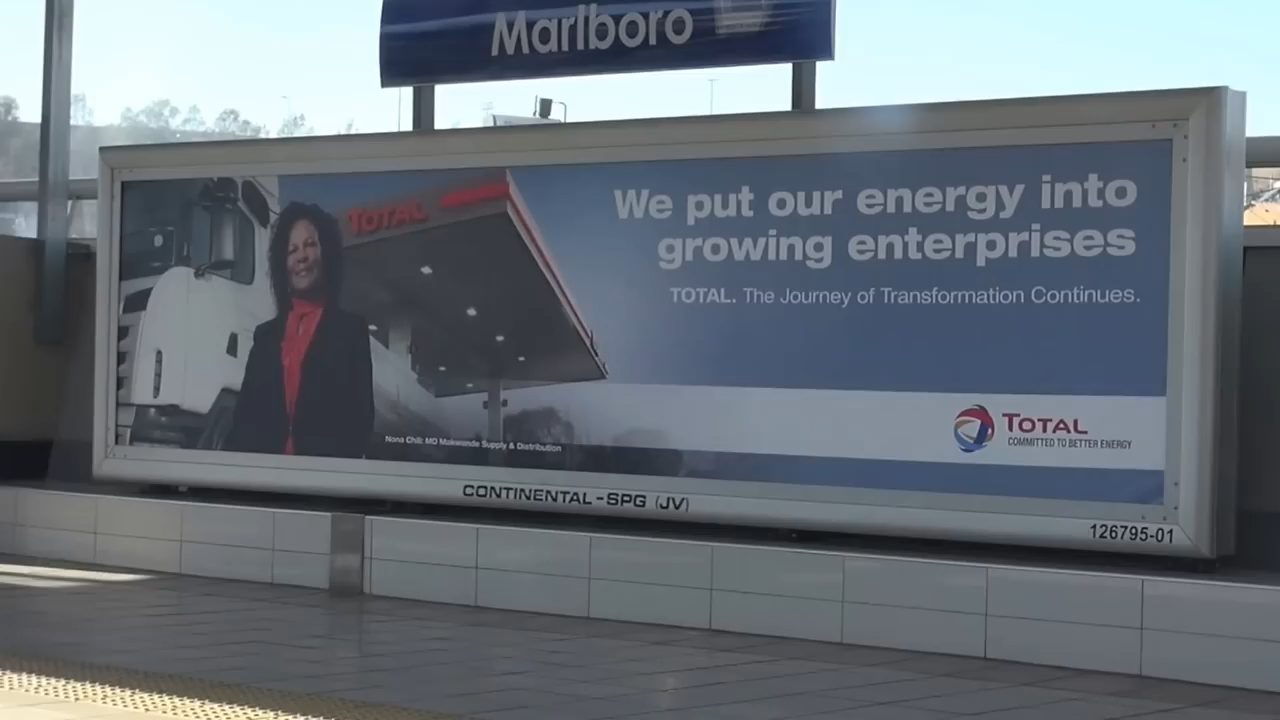 Marlboro
TOTAL
We put our energy into
growing enterprises
TOTAL. The Journey of Transformation Continues.
TOTAL
COMMITTED TO BETTER ENERGY
Nona Chili: MD Makwande Supply & Distribution
CONTINENTAL-SPG (JV)
126795-01